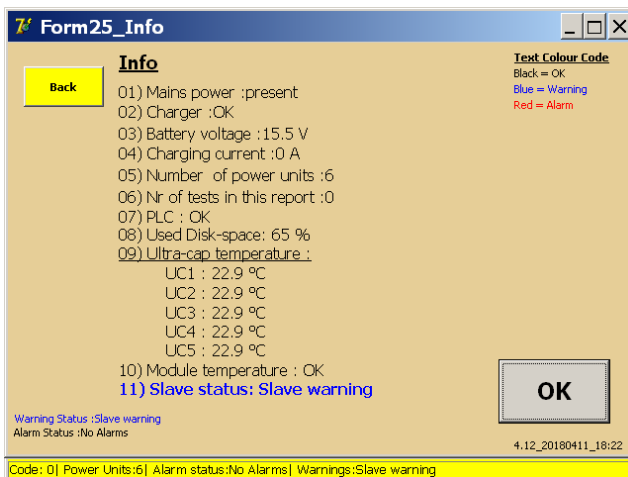 Form25_Info
Back
Info
01) Mains power :present
02) Charger :OK
03) Battery voltage :15.5 V
04) Charging current :0 A
05) Number of power units :6
06) Nr of tests in this report :0
07) PLC : OK
08) Used Disk-space: 65 %
09) Ultra-cap temperature :
UC1 : 22.9 ºC
UC2 : 22.9 ºC
UC3 : 22.9 ºC
UC4 : 22.9 ºC
UC5 : 22.9 ºC
10) Module temperature : OK
11) Slave status: Slave warning
Text Colour Code
Black = OK
Blue = Warning
Red = Alarm
OK
Warning Status :Slave warning
Alarm Status :No Alarms
4.12_20180411_18:22
Code: 0| Power Units:6| Alarm status:No Alarms| Warnings:Slave warning